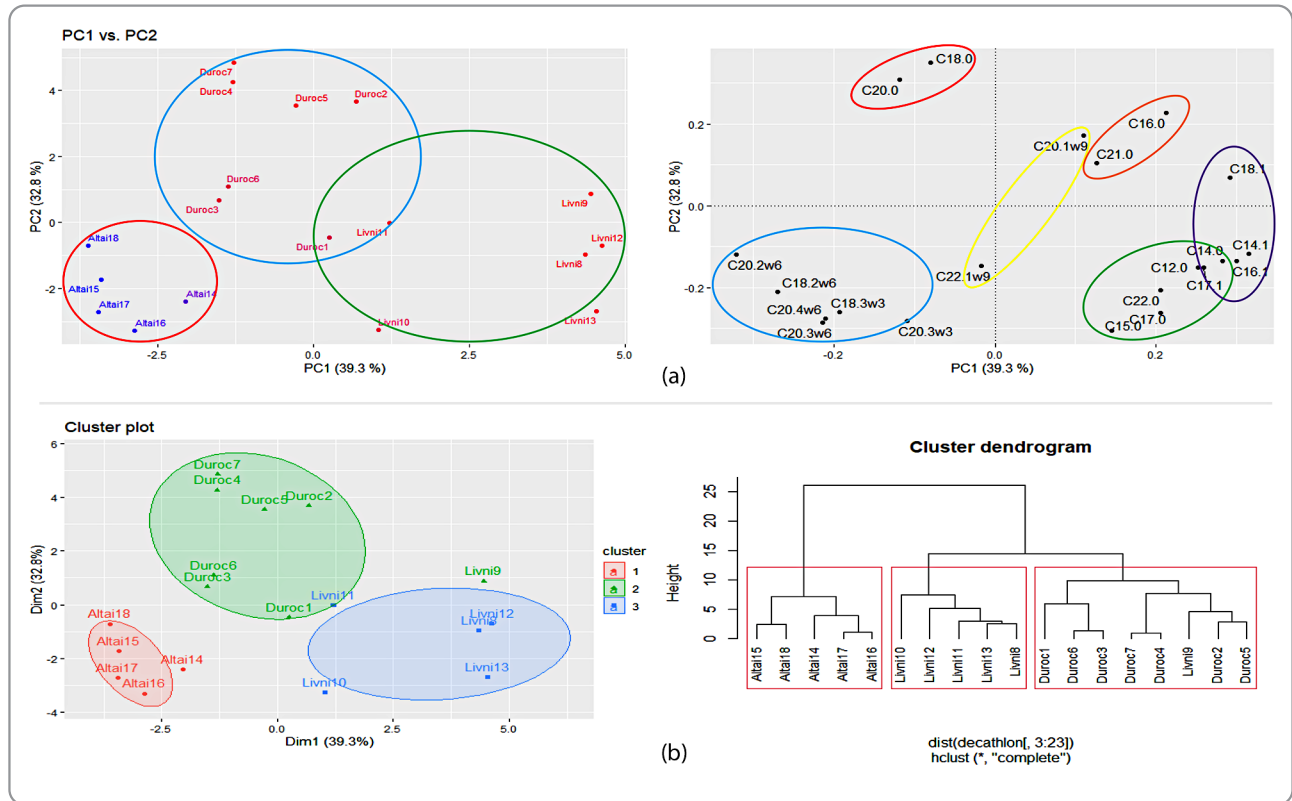 PC1 vs. PC2
Duroc7
Duroc4
Duroc5
Duroc2
Duroc6
Duroc3
Duroc1
Livni11
Livni9
Livni12
Livni8
Livni13
Livni10
Altai18
Altai15
Altai17
Altai14
Altai16
4
2
0
-2
PC2 (32.8 %)
-2.5
0.0
2.5
5.0
PC1 (39.3 %)
C18.0
C20.0
C16.0
C20.1w9
C21.0
C18.1
C14.0
C14.1
C12.0
C16.1
C17.1
C22.0
C17.0
C15.0
C22.1w9
C20.2w6
C18.2w6
C18.3w3
C20.4w6
C20.3w6
C20.3w3
0.2
0.0
-0.2
PC2 (32.8 %)
-0.2
0.0
0.2
PC1 (39.3 %)
(a)
Cluster plot
Duroc7
Duroc4
Duroc5
Duroc2
Duroc6
Duroc3
Duroc1
Livni11
Livni9
Livni12
Livni13
Livni10
Altai18
Altai15
Altai14
Altai17
Altai16
6
4
2
0
-2
-4
Dim2 (32.8%)
-2.5
0.0
2.5
5.0
Dim1 (39.3%)
cluster
a 1
a 2
a 3
Cluster dendrogram
Height
25
20
15
10
5
0
Altai15
Altai18
Altai14
Altai17
Altai16
Livni10
Livni12
Livni11
Livni13
Livni8
Duroc1
Duroc6
Duroc3
Duroc7
Duroc4
Livni9
Duroc2
Duroc5
dist(decathlon[, 3:23])
hclust (*, "complete")
(b)